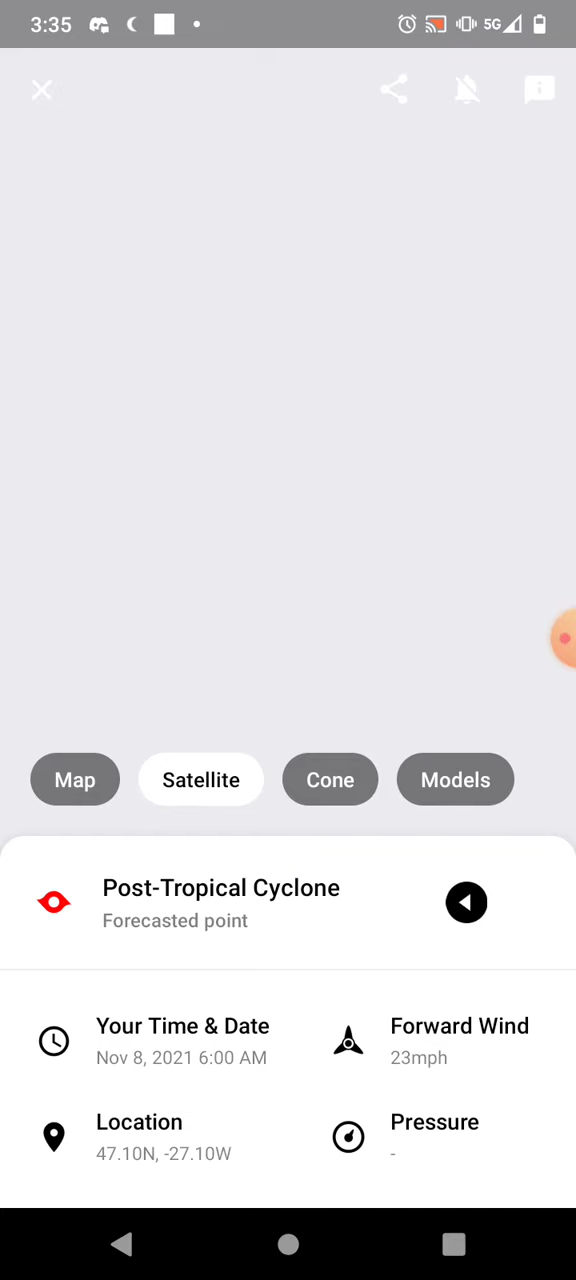 3:35
5G
Map
Satellite
Cone
Models
Post-Tropical Cyclone
Forecasted point
Your Time & Date
Nov 8, 2021 6:00 AM
Forward Wind
23mph
Location
47.10N, -27.10W
Pressure
-